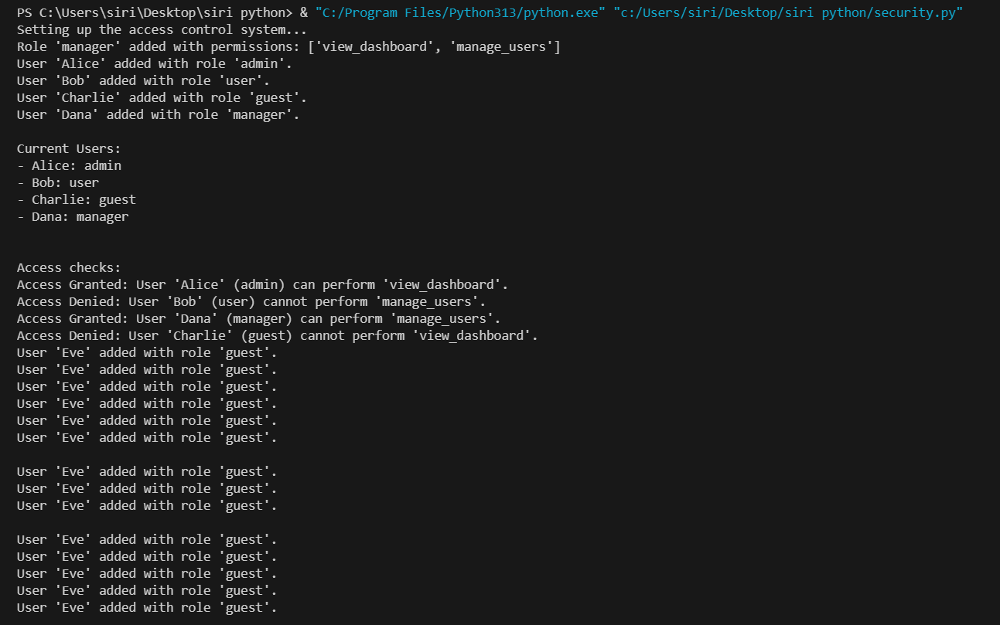 PS C:\Users\siri\Desktop\siri python> & "C:/Program Files/Python313/python.exe" "c:/Users/siri/Desktop/siri python/security.py"
Setting up the access control system...
Role 'manager' added with permissions: ['view_dashboard', 'manage_users']
User 'Alice' added with role 'admin'.
User 'Bob' added with role 'user'.
User 'Charlie' added with role 'guest'.
User 'Dana' added with role 'manager'.

Current Users:
- Alice: admin
- Bob: user
- Charlie: guest
- Dana: manager


Access checks:
Access Granted: User 'Alice' (admin) can perform 'view_dashboard'.
Access Denied: User 'Bob' (user) cannot perform 'manage_users'.
Access Granted: User 'Dana' (manager) can perform 'manage_users'.
Access Denied: User 'Charlie' (guest) cannot perform 'view_dashboard'.
User 'Eve' added with role 'guest'.
User 'Eve' added with role 'guest'.
User 'Eve' added with role 'guest'.
User 'Eve' added with role 'guest'.
User 'Eve' added with role 'guest'.
User 'Eve' added with role 'guest'.

User 'Eve' added with role 'guest'.
User 'Eve' added with role 'guest'.
User 'Eve' added with role 'guest'.

User 'Eve' added with role 'guest'.
User 'Eve' added with role 'guest'.
User 'Eve' added with role 'guest'.
User 'Eve' added with role 'guest'.
User 'Eve' added with role 'guest'.